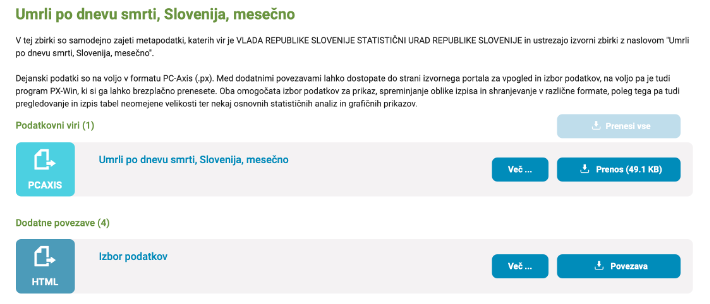 Umrli po dnevu smrti, Slovenija, mesečno
V tej zbirki so samodejno zajeti metapodatki, katerih vir je VLADA REPUBLIKE SLOVENIJE STATISTIČNI URAD REPUBLIKE SLOVENIJE in ustrezajo izvorni zbirki z naslovom "Umrli
po dnevu smrti, Slovenija, mesečno".
Dejanski podatki so na voljo v formatu PC-Axis (.px). Med dodatnimi povezavami lahko dostopate do strani izvornega portala za vpogled in izbor podatkov, na voljo pa je tudi
program PX-Win, ki si ga lahko brezplačno prenesete. Oba omogočata izbor podatkov za prikaz, spreminjanje oblike izpisa in shranjevanje v različne formate, poleg tega pa tudi
pregledovanje in izpis tabel neomejene velikosti ter nekaj osnovnih statističnih analiz in grafičnih prikazov.
Podatkovni viri (1)
Prenesi vse
PCAXIS
Umrli po dnevu smrti, Slovenija, mesečno
Več ...
Prenos (49.1 KB)
Dodatne povezave (4)
HTML
Izbor podatkov
Več ...
Povezava